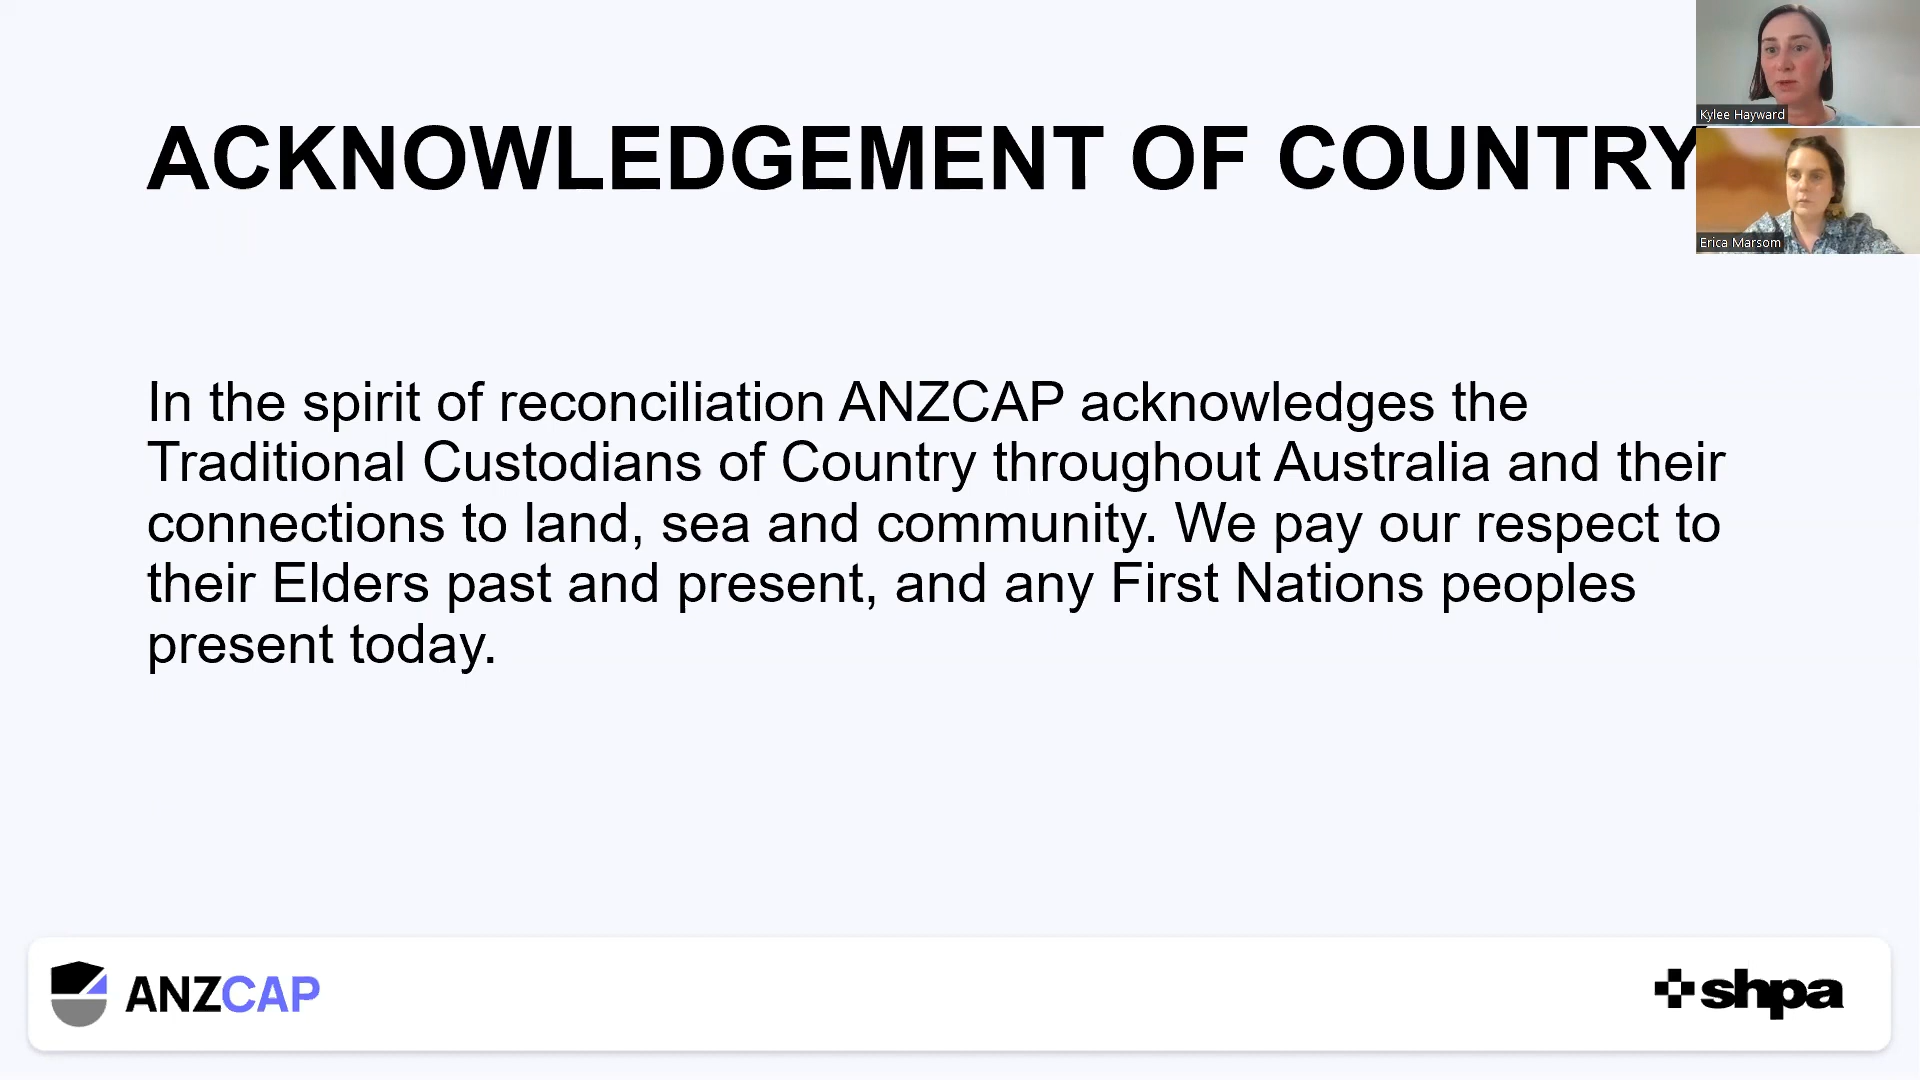 ACKNOWLEDGEMENT OF COUNTRY
Kylee Hayward
Erica Marsom
In the spirit of reconciliation ANZCAP acknowledges the
Traditional Custodians of Country throughout Australia and their
connections to land, sea and community. We pay our respect to
their Elders past and present, and any First Nations peoples
present today.
ANZCAP
shpa